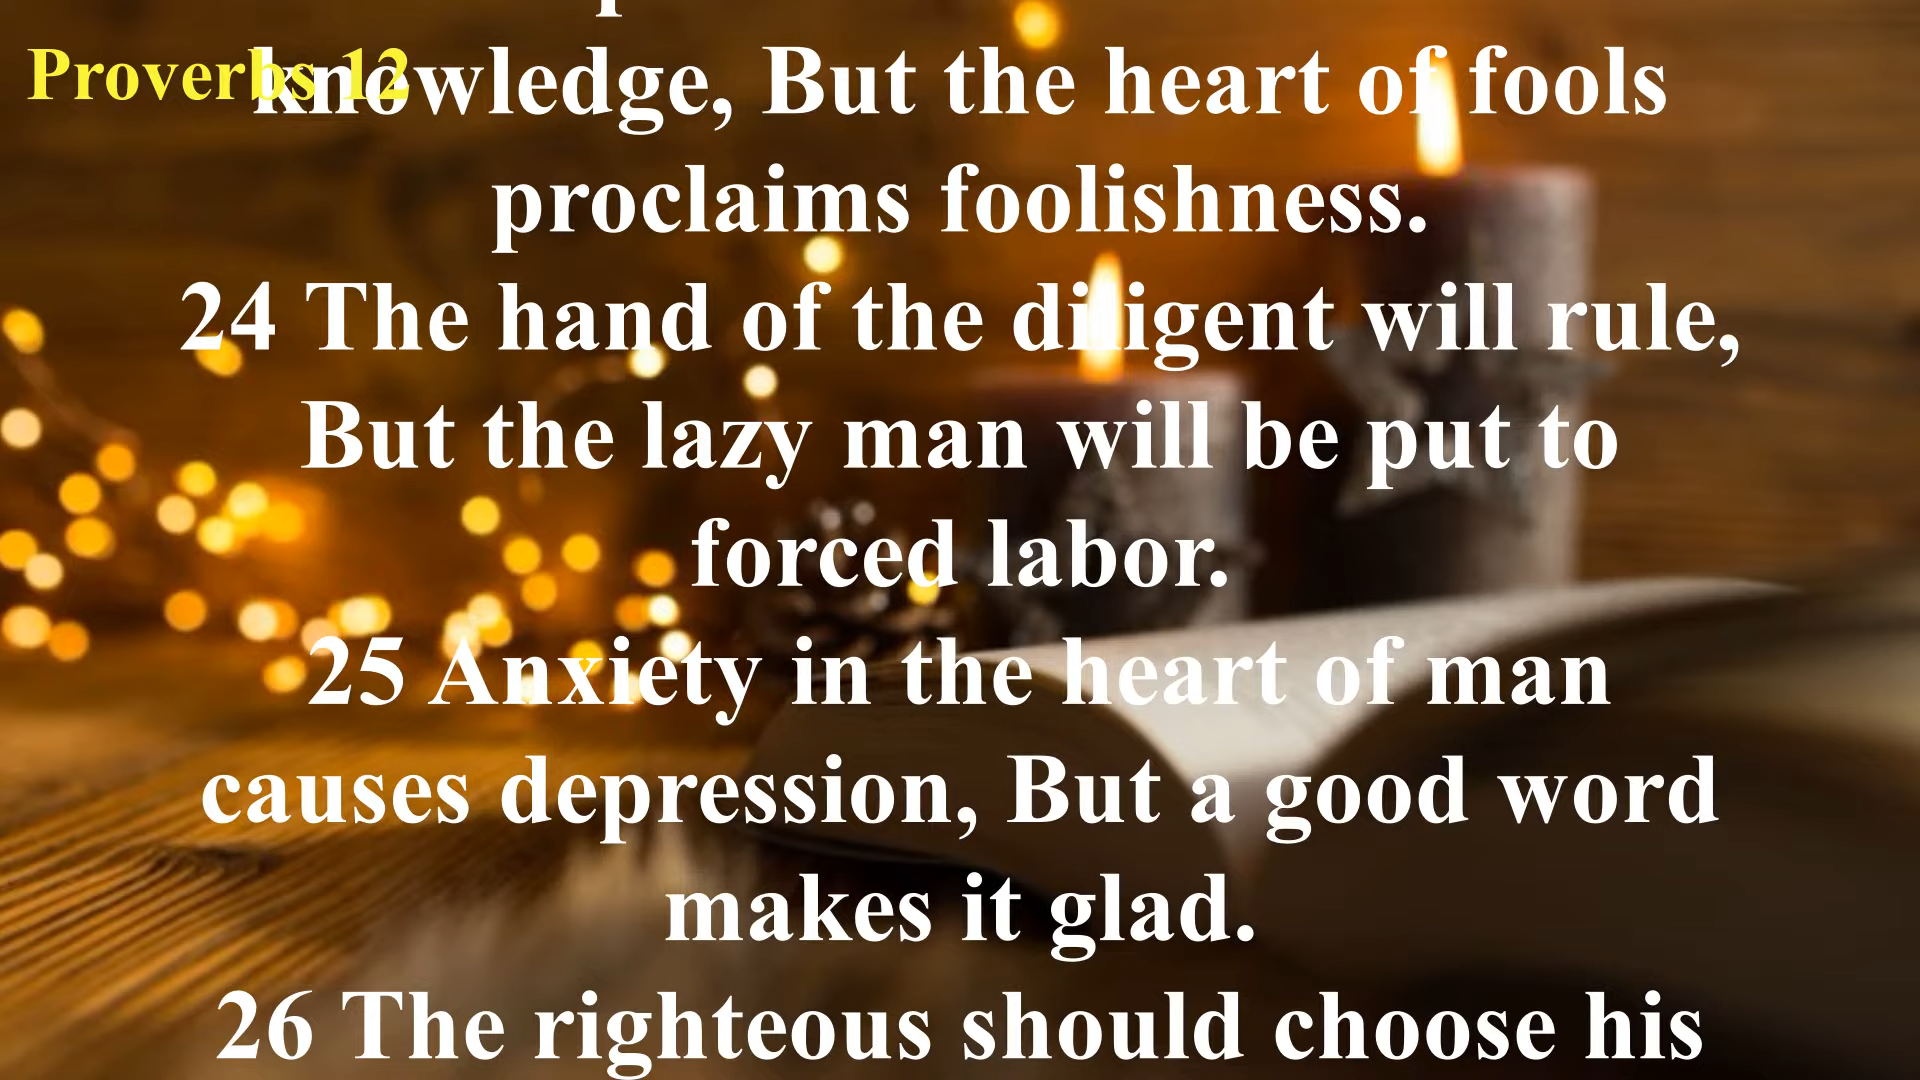 Proverbs 12
knowledge, But the heart of fools
proclaims foolishness.
24 The hand of the diligent will rule,
But the lazy man will be put to
forced labor.
25 Anxiety in the heart of man
causes depression, But a good word
makes it glad.
26 The righteous should choose his